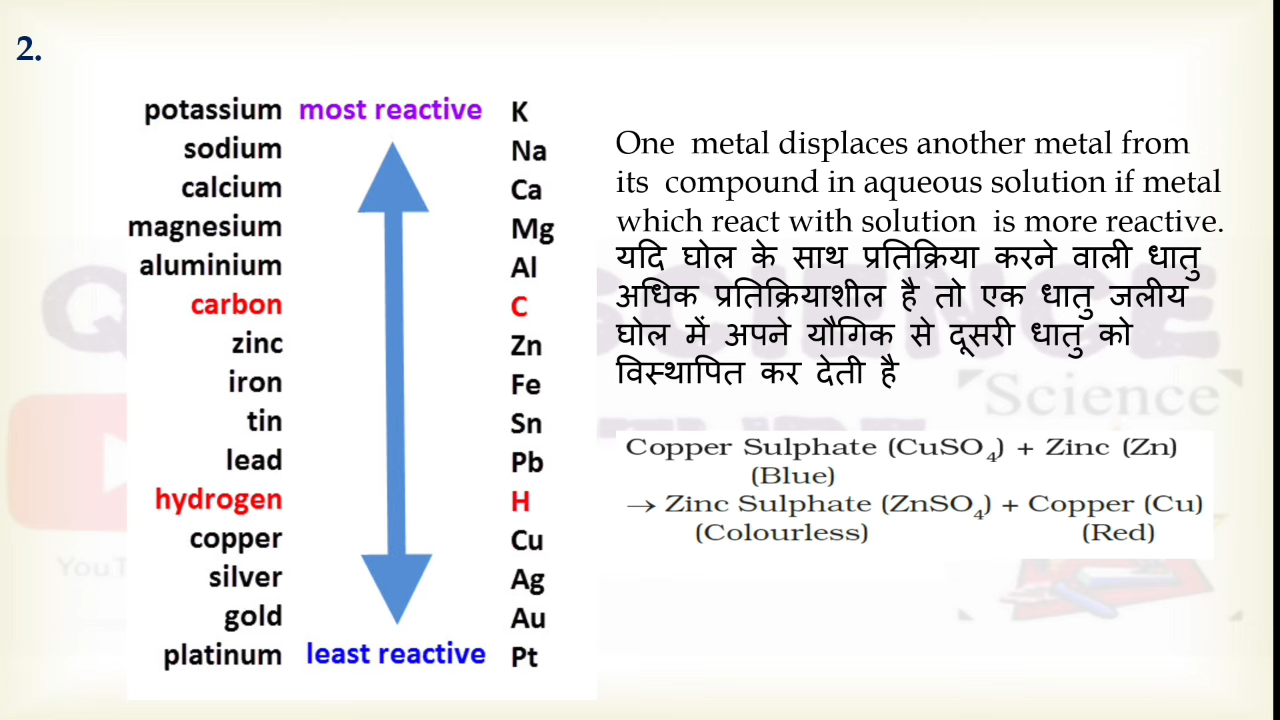 2.
potassium most reactive K
sodium Na
calcium Ca
magnesium Mg
aluminium Al
carbon C
zinc Zn
iron Fe
tin Sn
lead Pb
hydrogen H
copper Cu
silver Ag
gold Au
platinum least reactive Pt
One metal displaces another metal from
its compound in aqueous solution if metal
which react with solution is more reactive.
यदि घोल के साथ प्रतिक्रिया करने वाली धातु
अधिक प्रतिक्रियाशील है तो एक धातु जलीय
घोल में अपने यौगिक से दूसरी धातु को
विस्थापित कर देती है
Copper Sulphate (CuSO4) + Zinc (Zn)
(Blue)
→ Zinc Sulphate (ZnSO4) + Copper (Cu)
(Colourless) (Red)
SCIENCE
Science
YouT